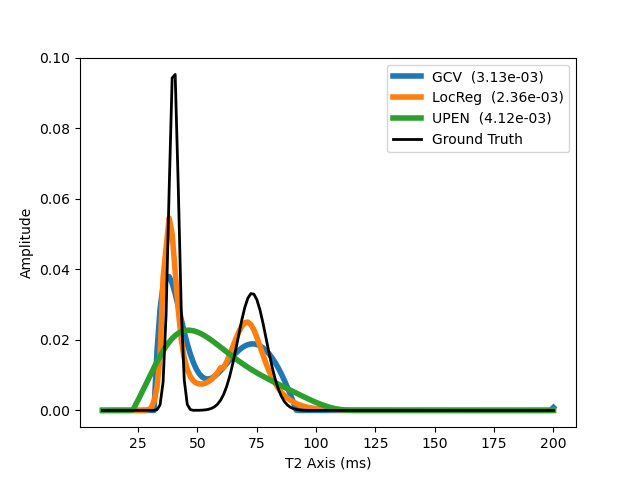 0.10
0.08
0.06
0.04
0.02
0.00
Amplitude
25 50 75 100 125 150 175 200
T2 Axis (ms)
GCV (3.13e-03)
LocReg (2.36e-03)
UPEN (4.12e-03)
Ground Truth